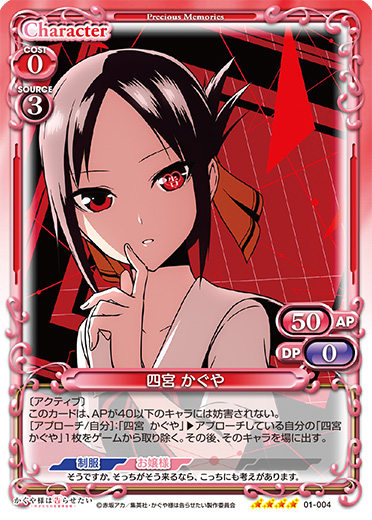 Precious Memories
Character
COST
0
SOURCE
3
50 AP
DP 0
四宮 かぐや
[アクティブ]
このカードは、APが40以下のキャラには妨害されない。
[アプローチ/自分]:「四宮 かぐや」▶アプローチしている自分の「四宮
かぐや」1枚をゲームから取り除く。その後、そのキャラを場に出す。
制服 お嬢様
そうですか。そっちがそう来るなら、こっちにも考えがあります。
かぐや様は告らせたい
©赤坂アカ/集英社・かぐや様は告らせたい製作委員会
01-004